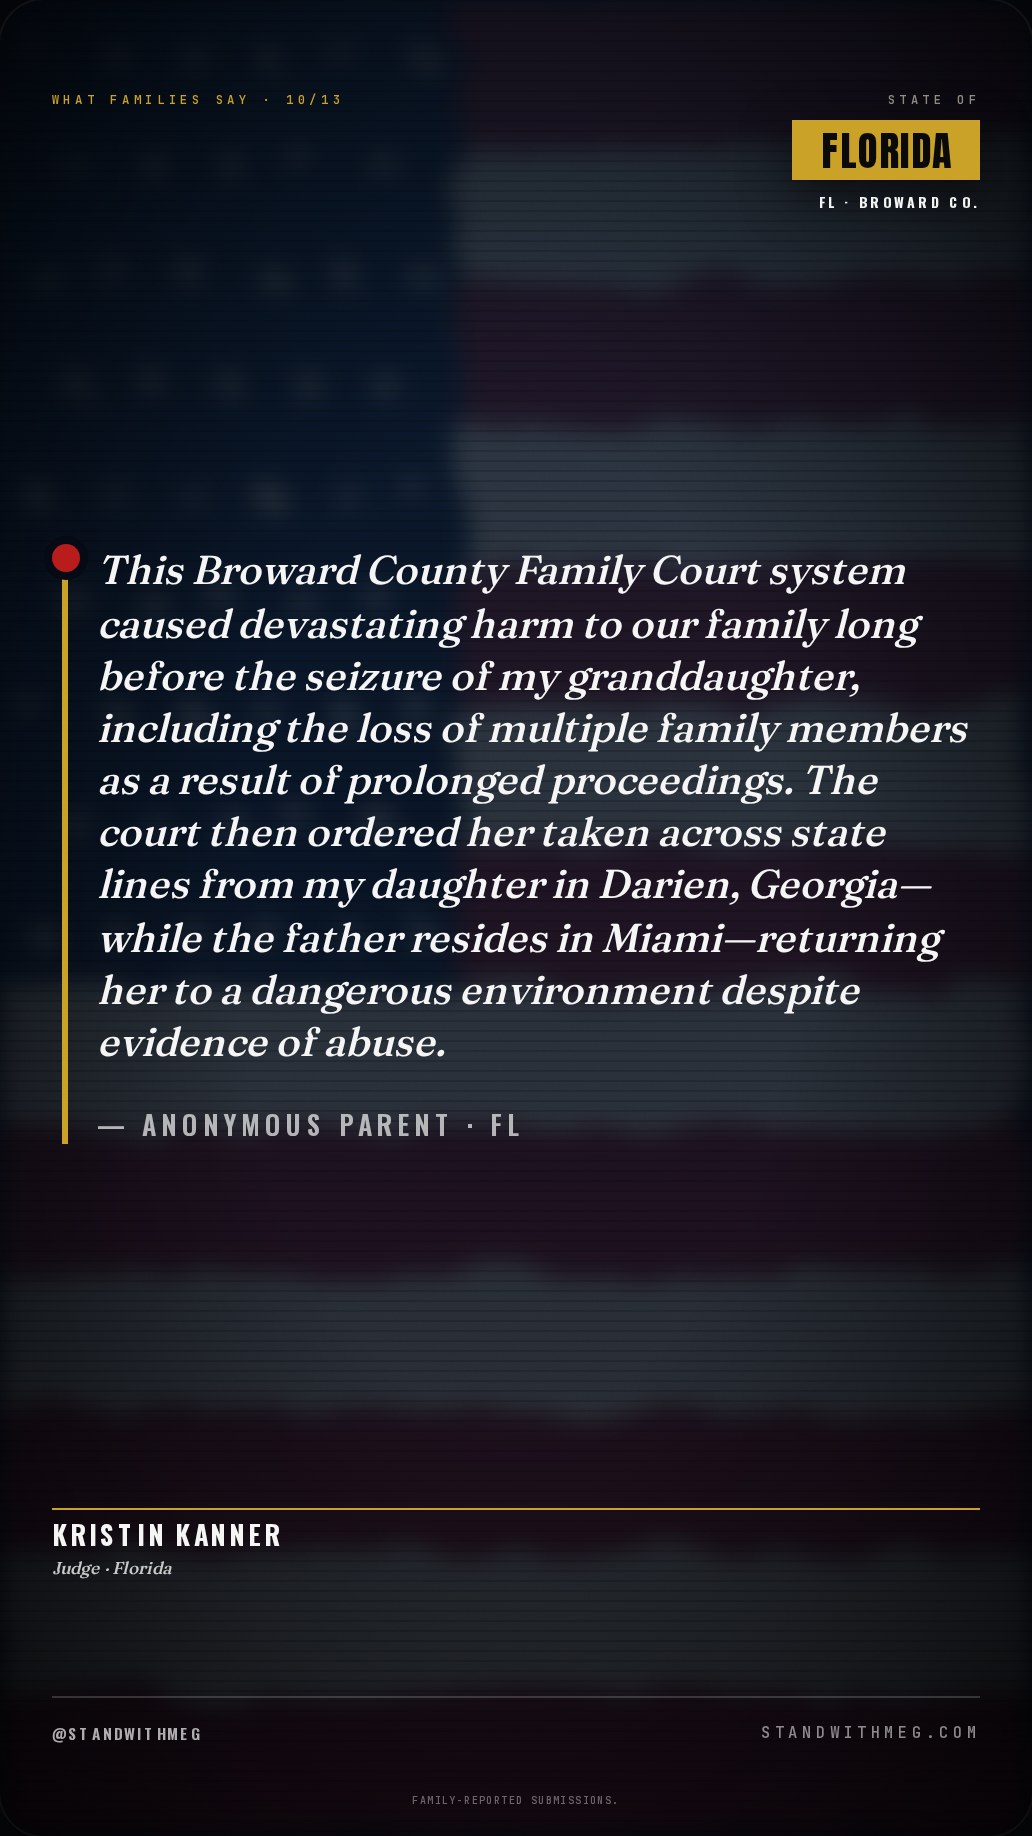 WHAT FAMILIES SAY · 10/13
STATE OF
FLORIDA
FL · BROWARD CO.
This Broward County Family Court system
caused devastating harm to our family long
before the seizure of my granddaughter,
including the loss of multiple family members
as a result of prolonged proceedings. The
court then ordered her taken across state
lines from my daughter in Darien, Georgia—
while the father resides in Miami—returning
her to a dangerous environment despite
evidence of abuse.
— ANONYMOUS PARENT · FL
KRISTIN KANNER
Judge · Florida
@STANDWITHMEG
STANDWITHMEG.COM
FAMILY-REPORTED SUBMISSIONS.